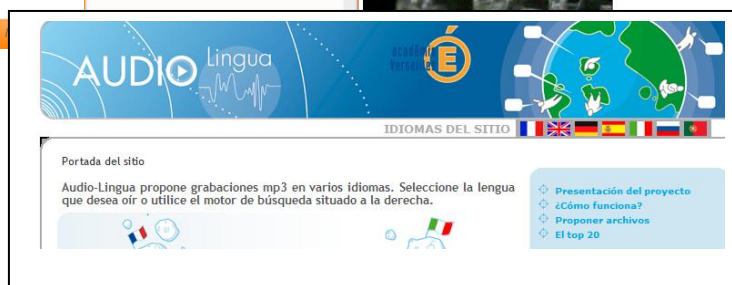 AUDIO Lingua
académie
Versailles
IDIOMAS DEL SITIO
Portada del sitio
Audio-Lingua propone grabaciones mp3 en varios idiomas. Seleccione la lengua
que desea oír o utilice el motor de búsqueda situado a la derecha.
Presentación del proyecto
¿Cómo funciona?
Proponer archivos
El top 20